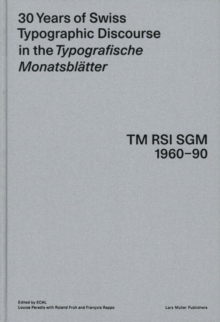 30 Years of Swiss
Typographic Discourse
in the Typografische
Monatsblätter
TM RSI SGM
1960–90
Edited by ECAL
Louise Paradis with Roland Früh and François Rappo
Lars Müller Publishers